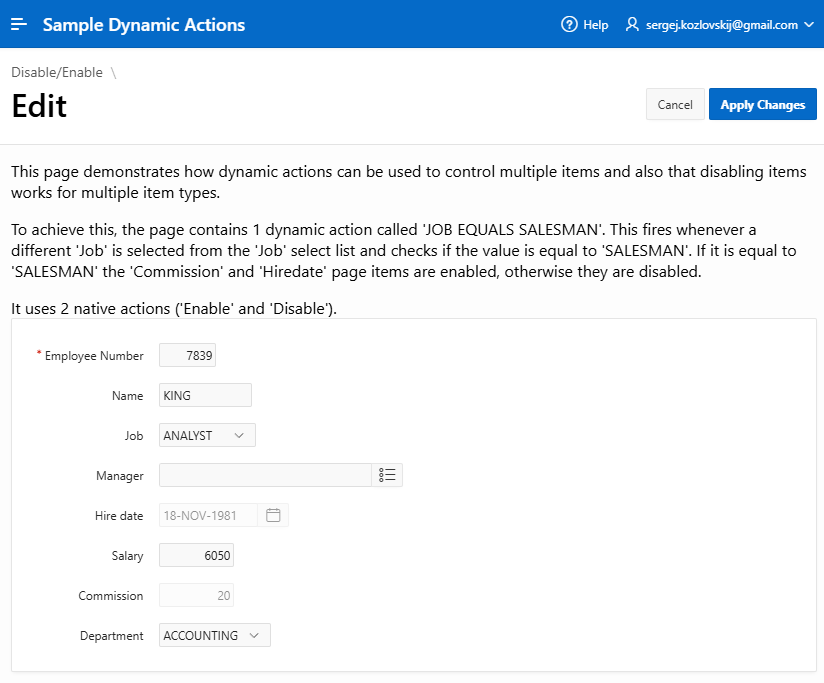 Sample Dynamic Actions
Help
sergej.kozlovskij@gmail.com
Disable/Enable \
Edit
Cancel
Apply Changes
This page demonstrates how dynamic actions can be used to control multiple items and also that disabling items
works for multiple item types.
To achieve this, the page contains 1 dynamic action called 'JOB EQUALS SALESMAN'. This fires whenever a
different 'Job' is selected from the 'Job' select list and checks if the value is equal to 'SALESMAN'. If it is equal to
'SALESMAN' the 'Commission' and 'Hiredate' page items are enabled, otherwise they are disabled.
It uses 2 native actions ('Enable' and 'Disable').
* Employee Number 7839
Name KING
Job ANALYST
Manager
Hire date 18-NOV-1981
Salary 6050
Commission 20
Department ACCOUNTING